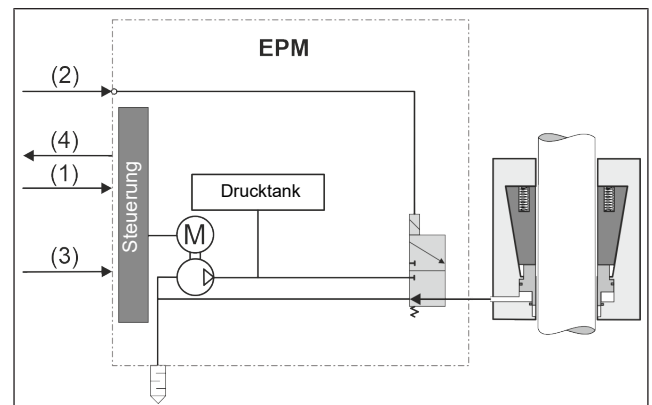 EPM
(2)
(4)
(1)
(3)
Steuerung
Drucktank
M